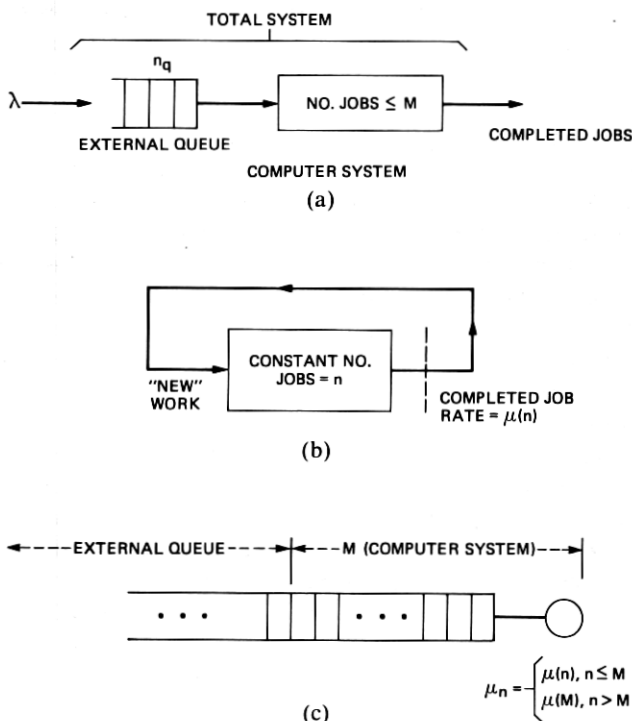 TOTAL SYSTEM
n_q
λ
NO. JOBS ≤ M
EXTERNAL QUEUE
COMPLETED JOBS
COMPUTER SYSTEM
(a)
CONSTANT NO.
JOBS = n
"NEW"
WORK
COMPLETED JOB
RATE = μ(n)
(b)
EXTERNAL QUEUE
M (COMPUTER SYSTEM)
• • •
• • •
μ_n = { μ(n), n ≤ M
μ(M), n > M
(c)